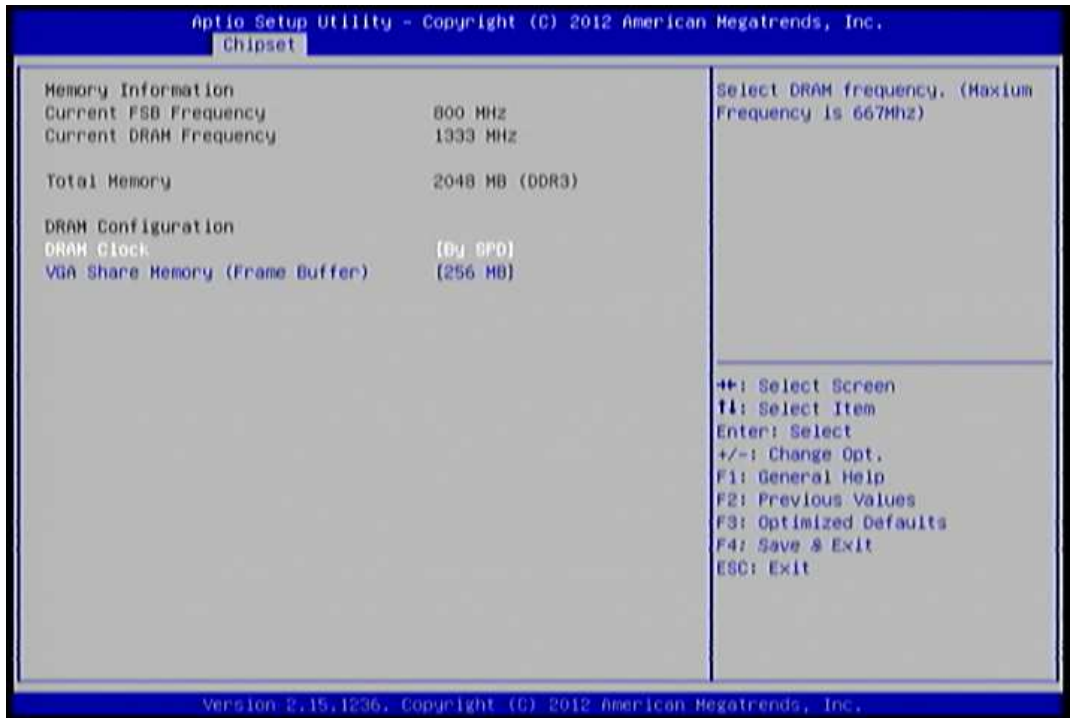 Aptio Setup Utility - Copyright (C) 2012 American Megatrends, Inc.
Chipset
Memory Information
Current FSB Frequency 800 MHz
Current DRAM Frequency 1333 MHz
Total Memory 2048 MB (DDR3)
DRAM Configuration
DRAM Clock [By SPD]
VGA Share Memory (Frame Buffer) [256 MB]
Select DRAM frequency. (Maxium
Frequency is 667Mhz)
→←: Select Screen
↑↓: Select Item
Enter: Select
+/-: Change Opt.
F1: General Help
F2: Previous Values
F3: Optimized Defaults
F4: Save & Exit
ESC: Exit
Version 2.15.1236. Copyright (C) 2012 American Megatrends, Inc.